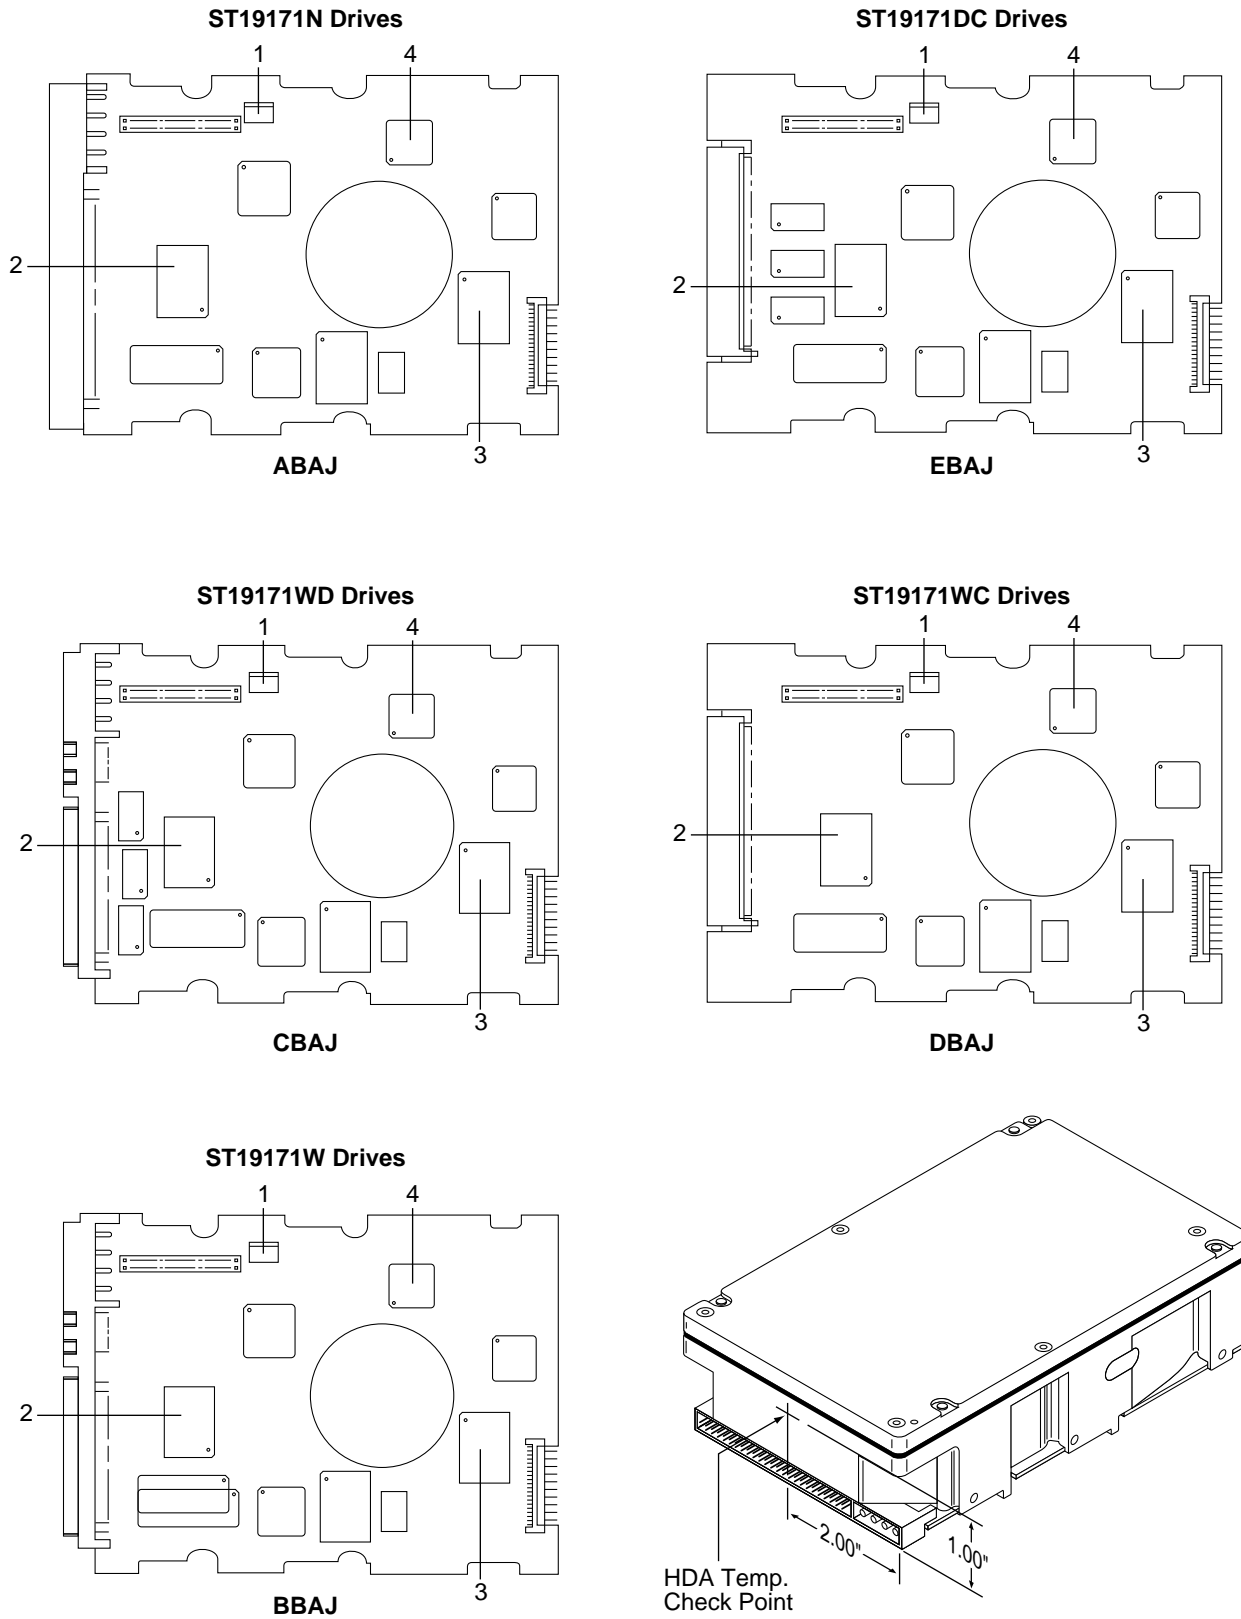 ST19171N Drives
1
4
2
3
ABAJ
ST19171DC Drives
1
4
2
3
EBAJ
ST19171WD Drives
1
4
2
3
CBAJ
ST19171WC Drives
1
4
2
3
DBAJ
ST19171W Drives
1
4
2
3
BBAJ
2.00"
1.00"
HDA Temp.
Check Point